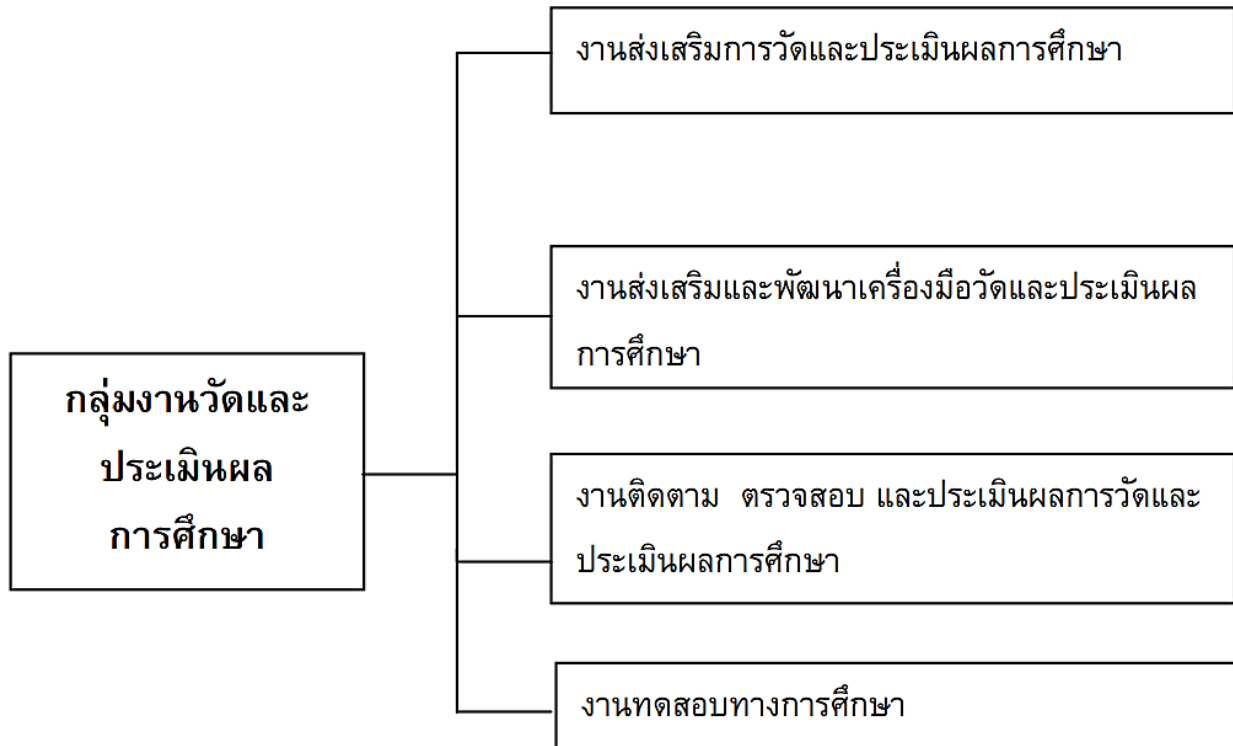 งานส่งเสริมการวัดและประเมินผลการศึกษา
งานส่งเสริมและพัฒนาเครื่องมือวัดและประเมินผล
การศึกษา
กลุ่มงานวัดและ
ประเมินผล
การศึกษา
งานติดตาม ตรวจสอบ และประเมินผลการวัดและ
ประเมินผลการศึกษา
งานทดสอบทางการศึกษา